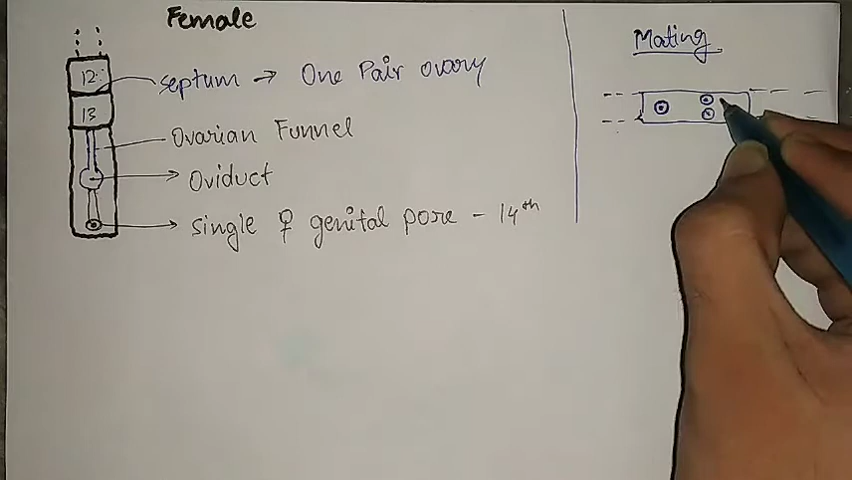 Female
12
septum → One Pair ovary
13
Ovarian Funnel
Oviduct
single ♀ genital pore - 14th
Mating